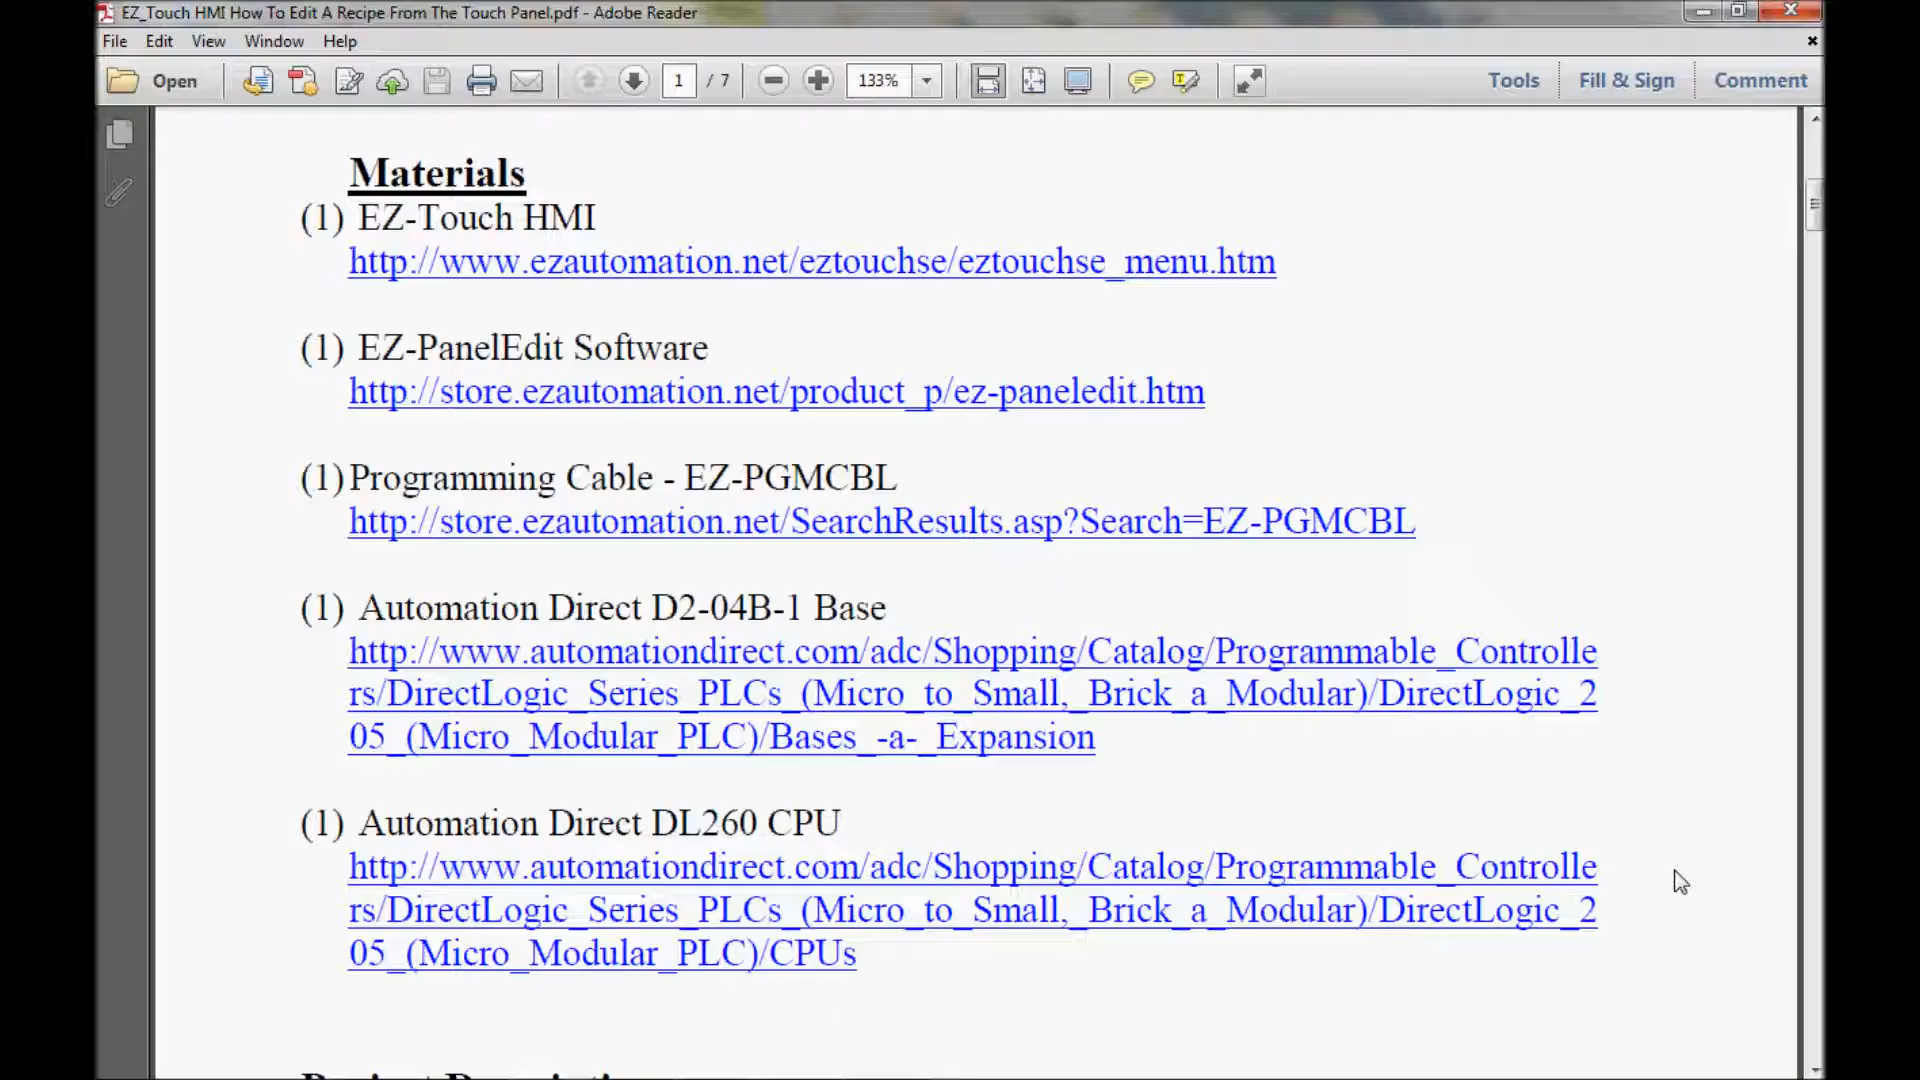 EZ_Touch HMI How To Edit A Recipe From The Touch Panel.pdf - Adobe Reader
File Edit View Window Help
Open 1 / 7 133% Tools Fill & Sign Comment
Materials
(1) EZ-Touch HMI
http://www.ezautomation.net/eztouchse/eztouchse_menu.htm
(1) EZ-PanelEdit Software
http://store.ezautomation.net/product_p/ez-paneledit.htm
(1) Programming Cable - EZ-PGMCBL
http://store.ezautomation.net/SearchResults.asp?Search=EZ-PGMCBL
(1) Automation Direct D2-04B-1 Base
http://www.automationdirect.com/adc/Shopping/Catalog/Programmable_Controlle
rs/DirectLogic_Series_PLCs_(Micro_to_Small,_Brick_a_Modular)/DirectLogic_2
05_(Micro_Modular_PLC)/Bases_-a-_Expansion
(1) Automation Direct DL260 CPU
http://www.automationdirect.com/adc/Shopping/Catalog/Programmable_Controlle
rs/DirectLogic_Series_PLCs_(Micro_to_Small,_Brick_a_Modular)/DirectLogic_2
05_(Micro_Modular_PLC)/CPUs